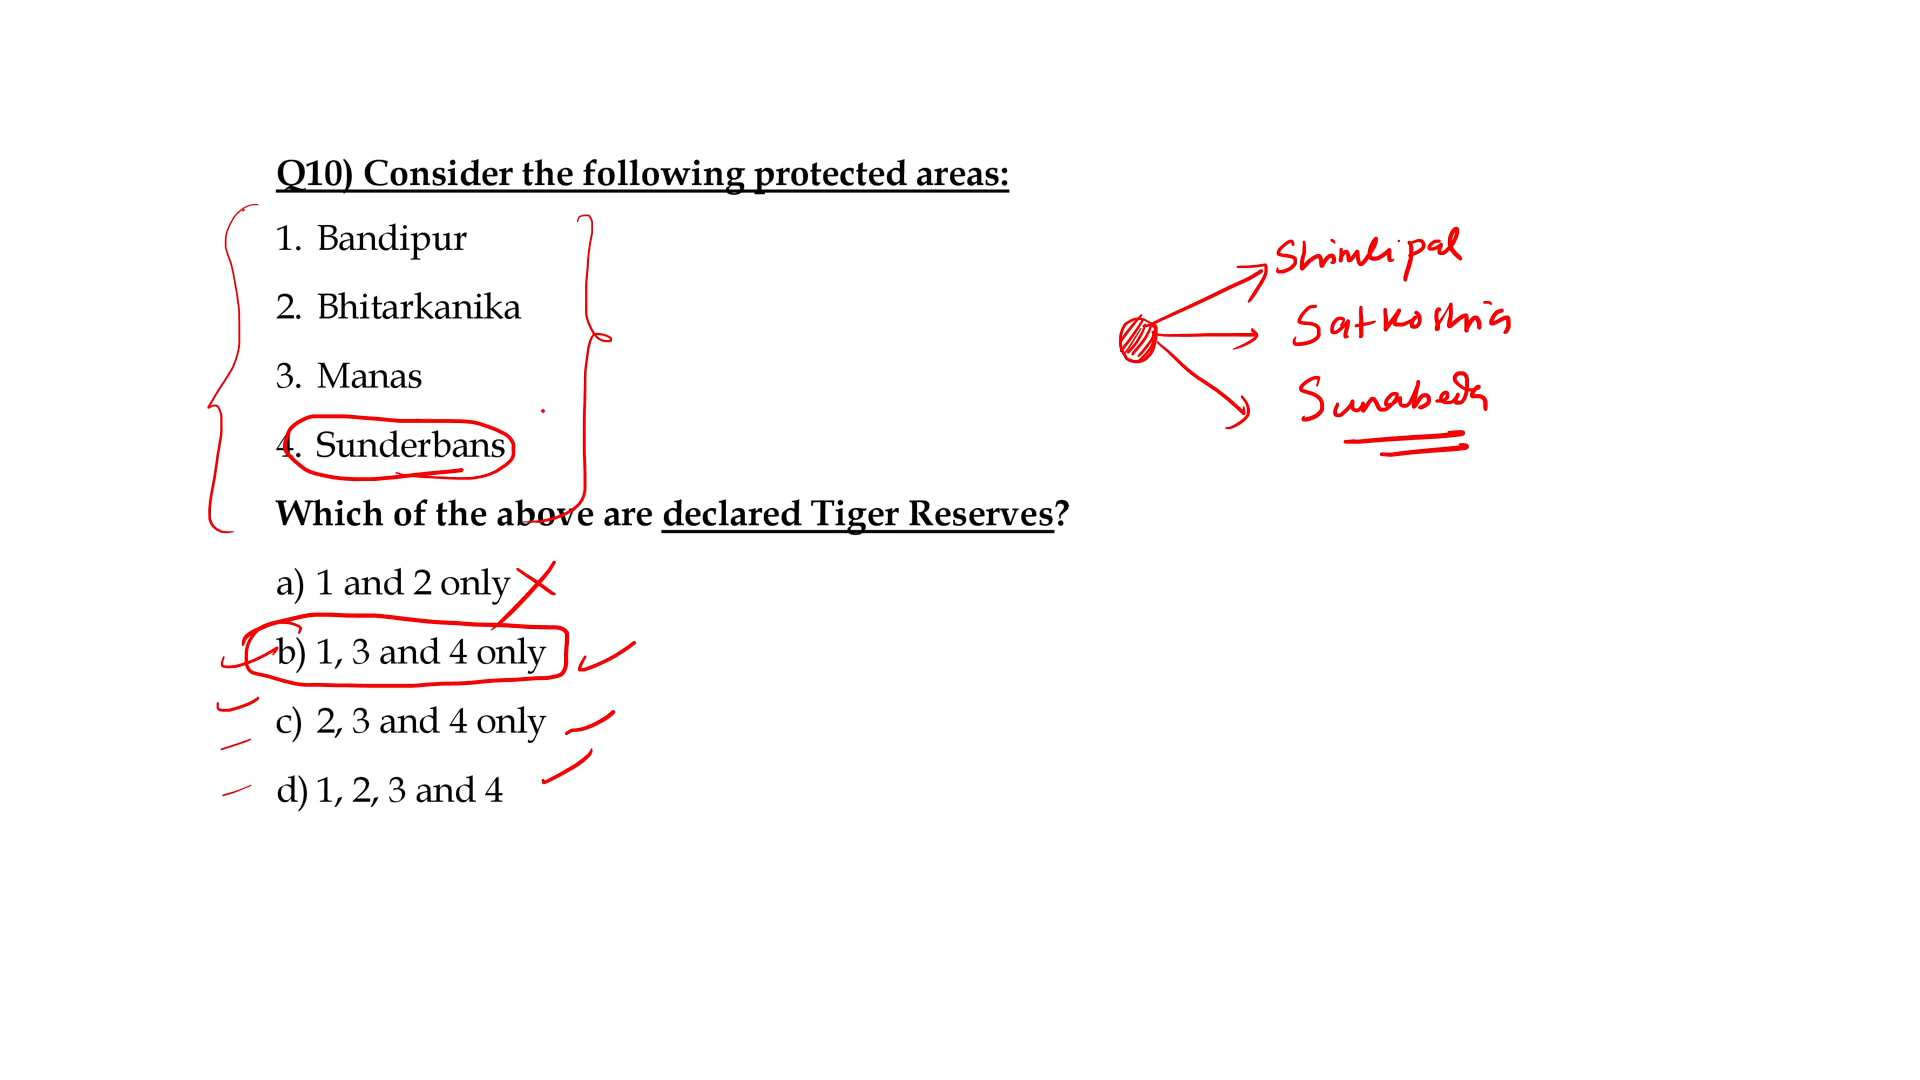 Q10) Consider the following protected areas:
1. Bandipur
2. Bhitarkanika
3. Manas
4. Sunderbans
Which of the above are declared Tiger Reserves?
a) 1 and 2 only
b) 1, 3 and 4 only
c) 2, 3 and 4 only
d) 1, 2, 3 and 4
Shimlipal
Satkoshia
Sunabeda